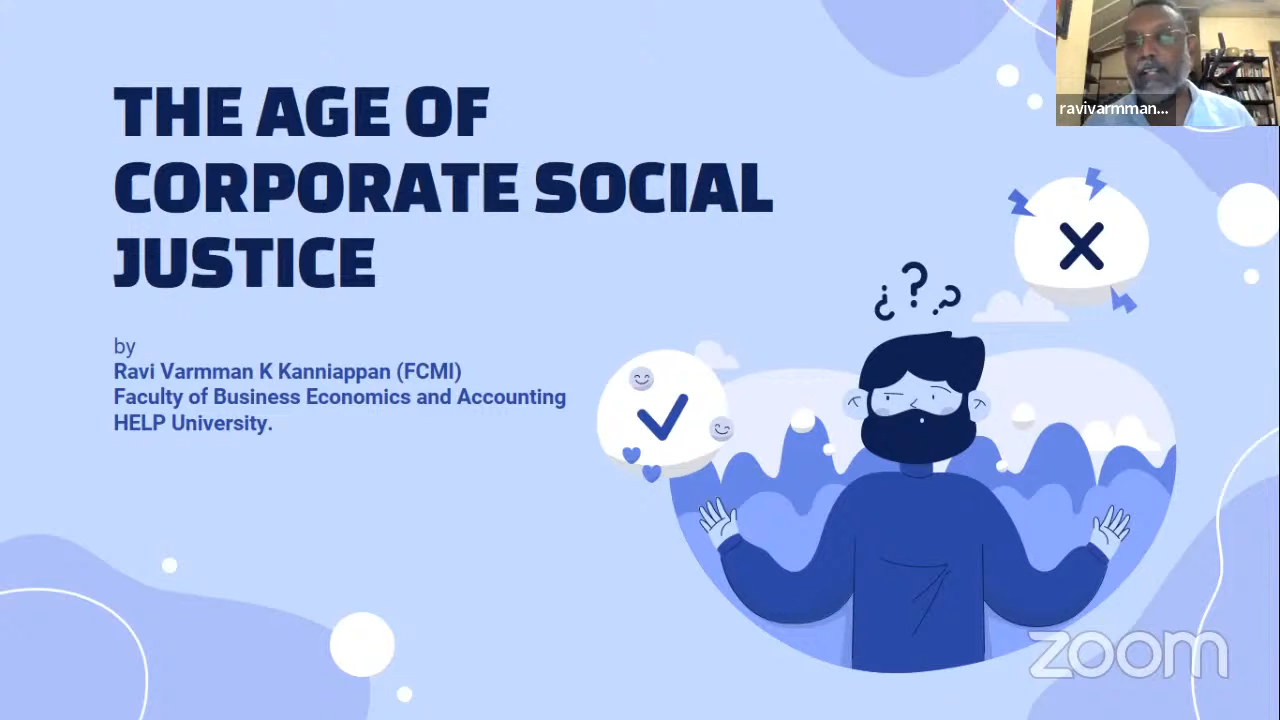 THE AGE OF
CORPORATE SOCIAL
JUSTICE
by
Ravi Varmman K Kanniappan (FCMI)
Faculty of Business Economics and Accounting
HELP University.
ravivarmman...
???
zoom